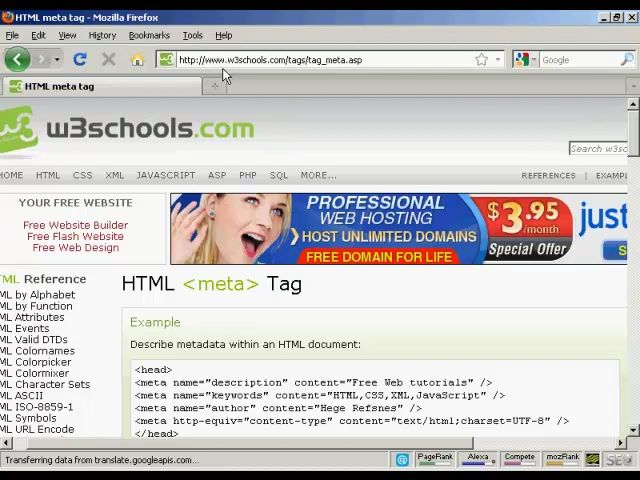 HTML meta tag - Mozilla Firefox
File Edit View History Bookmarks Tools Help
http://www.w3schools.com/tags/tag_meta.asp
Google
HTML meta tag
w3schools.com
Search w3sc
HOME HTML CSS XML JAVASCRIPT ASP PHP SQL MORE...
REFERENCES | EXAMPL
YOUR FREE WEBSITE
Free Website Builder
Free Flash Website
Free Web Design
PROFESSIONAL
WEB HOSTING
HOST UNLIMITED DOMAINS
FREE DOMAIN FOR LIFE
$3.95
/month
Special Offer
just
S
TML Reference
ML by Alphabet
ML by Function
ML Attributes
ML Events
ML Valid DTDs
ML Colornames
ML Colorpicker
ML Colormixer
ML Character Sets
ML ASCII
ML ISO-8859-1
ML Symbols
ML URL Encode
HTML <meta> Tag
Example
Describe metadata within an HTML document:
<head>
<meta name="description" content="Free Web tutorials" />
<meta name="keywords" content="HTML,CSS,XML,JavaScript" />
<meta name="author" content="Hege Refsnes" />
<meta http-equiv="content-type" content="text/html;charset=UTF-8" />
</head>
Transferring data from translate.googleapis.com...
@ PageRank Alexa Compete mozRank SEO